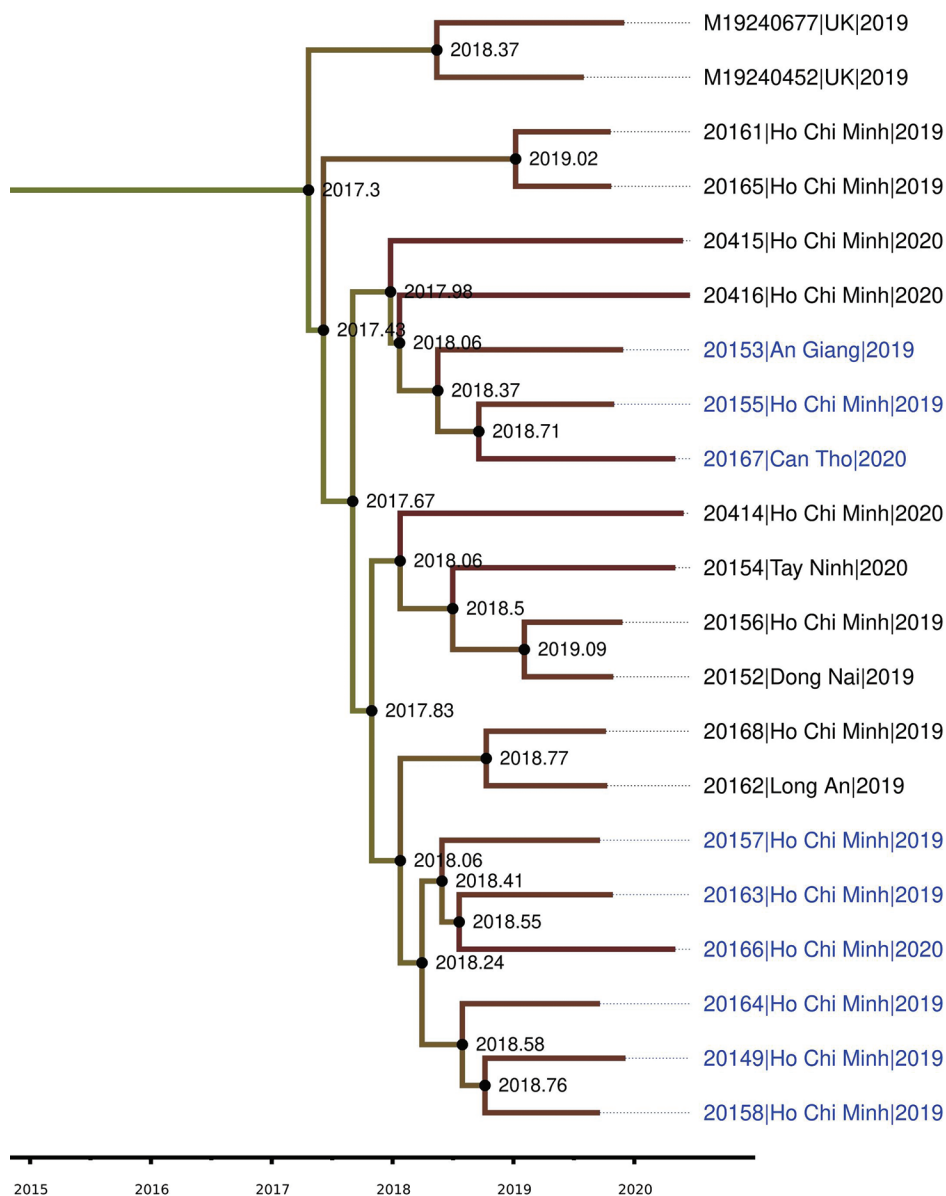 M19240677|UK|2019
2018.37
M19240452|UK|2019
20161|Ho Chi Minh|2019
2019.02
20165|Ho Chi Minh|2019
2017.3
20415|Ho Chi Minh|2020
2017.98
20416|Ho Chi Minh|2020
2017.43
2018.06
20153|An Giang|2019
2018.37
20155|Ho Chi Minh|2019
2018.71
20167|Can Tho|2020
2017.67
20414|Ho Chi Minh|2020
2018.06
20154|Tay Ninh|2020
2018.5
20156|Ho Chi Minh|2019
2019.09
20152|Dong Nai|2019
2017.83
20168|Ho Chi Minh|2019
2018.77
20162|Long An|2019
20157|Ho Chi Minh|2019
2018.06
2018.41
20163|Ho Chi Minh|2019
2018.55
20166|Ho Chi Minh|2020
2018.24
20164|Ho Chi Minh|2019
2018.58
20149|Ho Chi Minh|2019
2018.76
20158|Ho Chi Minh|2019
2015 2016 2017 2018 2019 2020